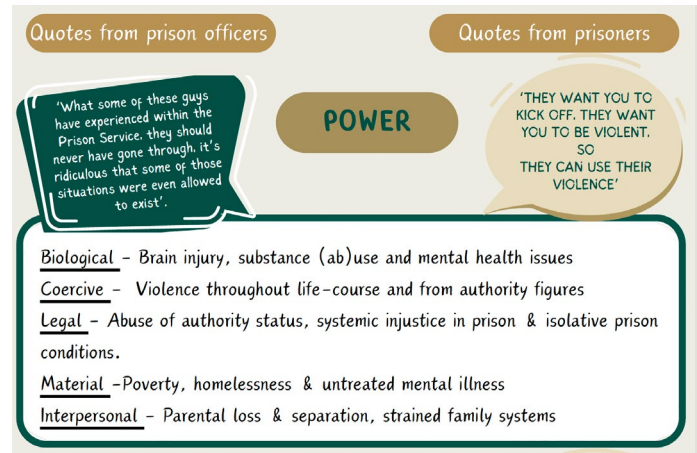 Quotes from prison officers
Quotes from prisoners
'What some of these guys
have experienced within the
Prison Service, they should
never have gone through, it's
ridiculous that some of those
situations were even allowed
to exist'.
POWER
'THEY WANT YOU TO
KICK OFF, THEY WANT
YOU TO BE VIOLENT,
SO
THEY CAN USE THEIR
VIOLENCE'
Biological – Brain injury, substance (ab)use and mental health issues
Coercive – Violence throughout life-course and from authority figures
Legal – Abuse of authority status, systemic injustice in prison & isolative prison
conditions.
Material –Poverty, homelessness & untreated mental illness
Interpersonal – Parental loss & separation, strained family systems